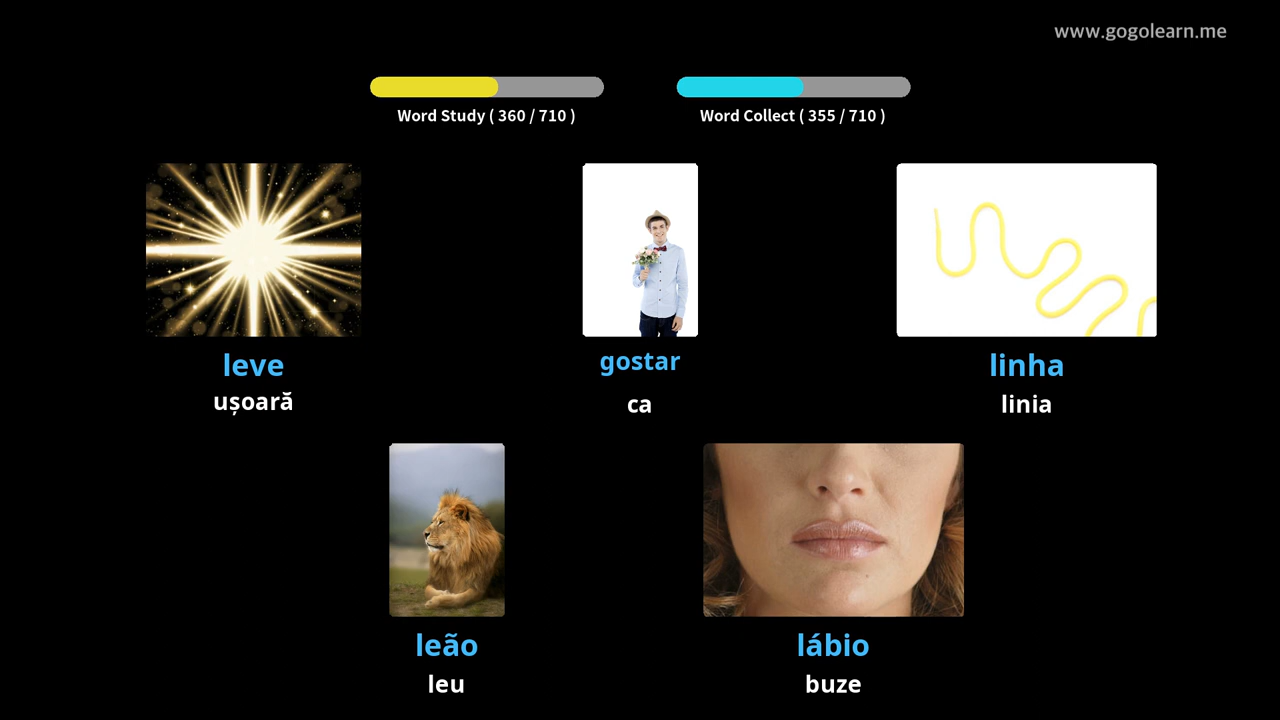 www.gogolearn.me
Word Study ( 360 / 710 )
Word Collect ( 355 / 710 )
leve
ușoară
gostar
ca
linha
linia
leão
leu
lábio
buze